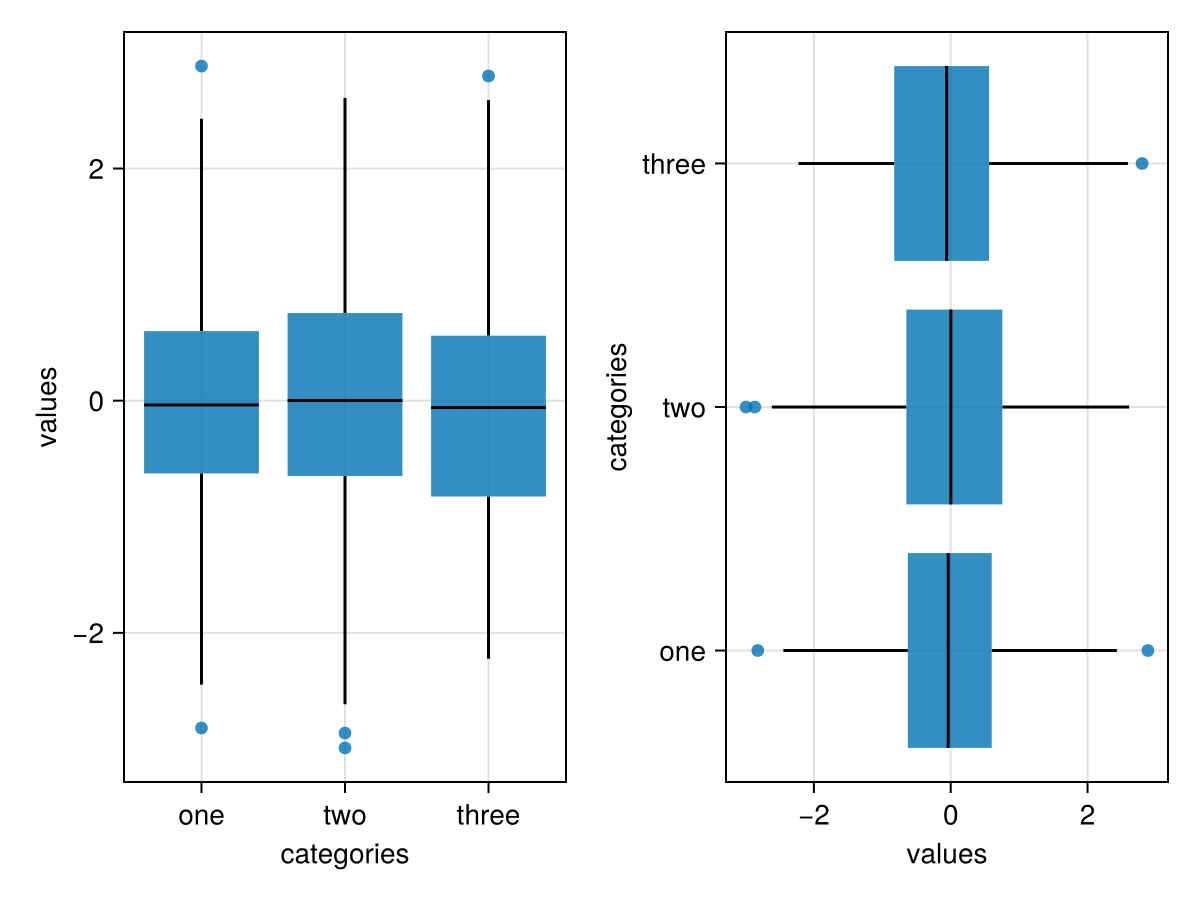 2
0
−2
values
one two three
categories
three
two
one
categories
−2 0 2
values